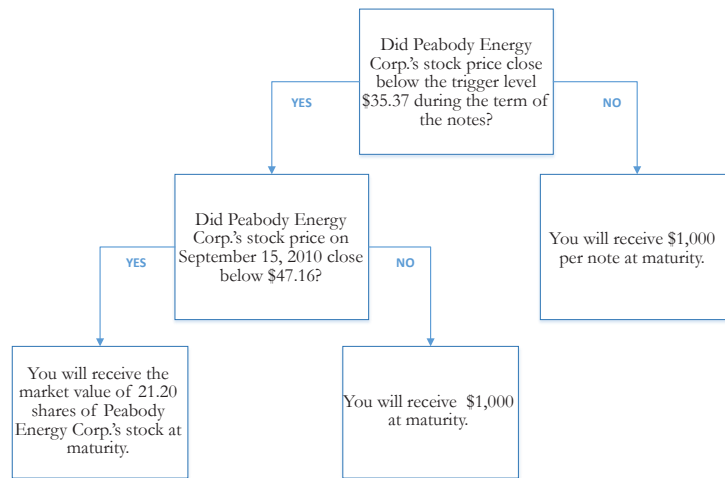 Did Peabody Energy
Corp.'s stock price close
below the trigger level
$35.37 during the term of
the notes?
YES
NO
Did Peabody Energy
Corp.'s stock price on
September 15, 2010 close
below $47.16?
You will receive $1,000
per note at maturity.
YES
NO
You will receive the
market value of 21.20
shares of Peabody
Energy Corp.'s stock at
maturity.
You will receive $1,000
at maturity.